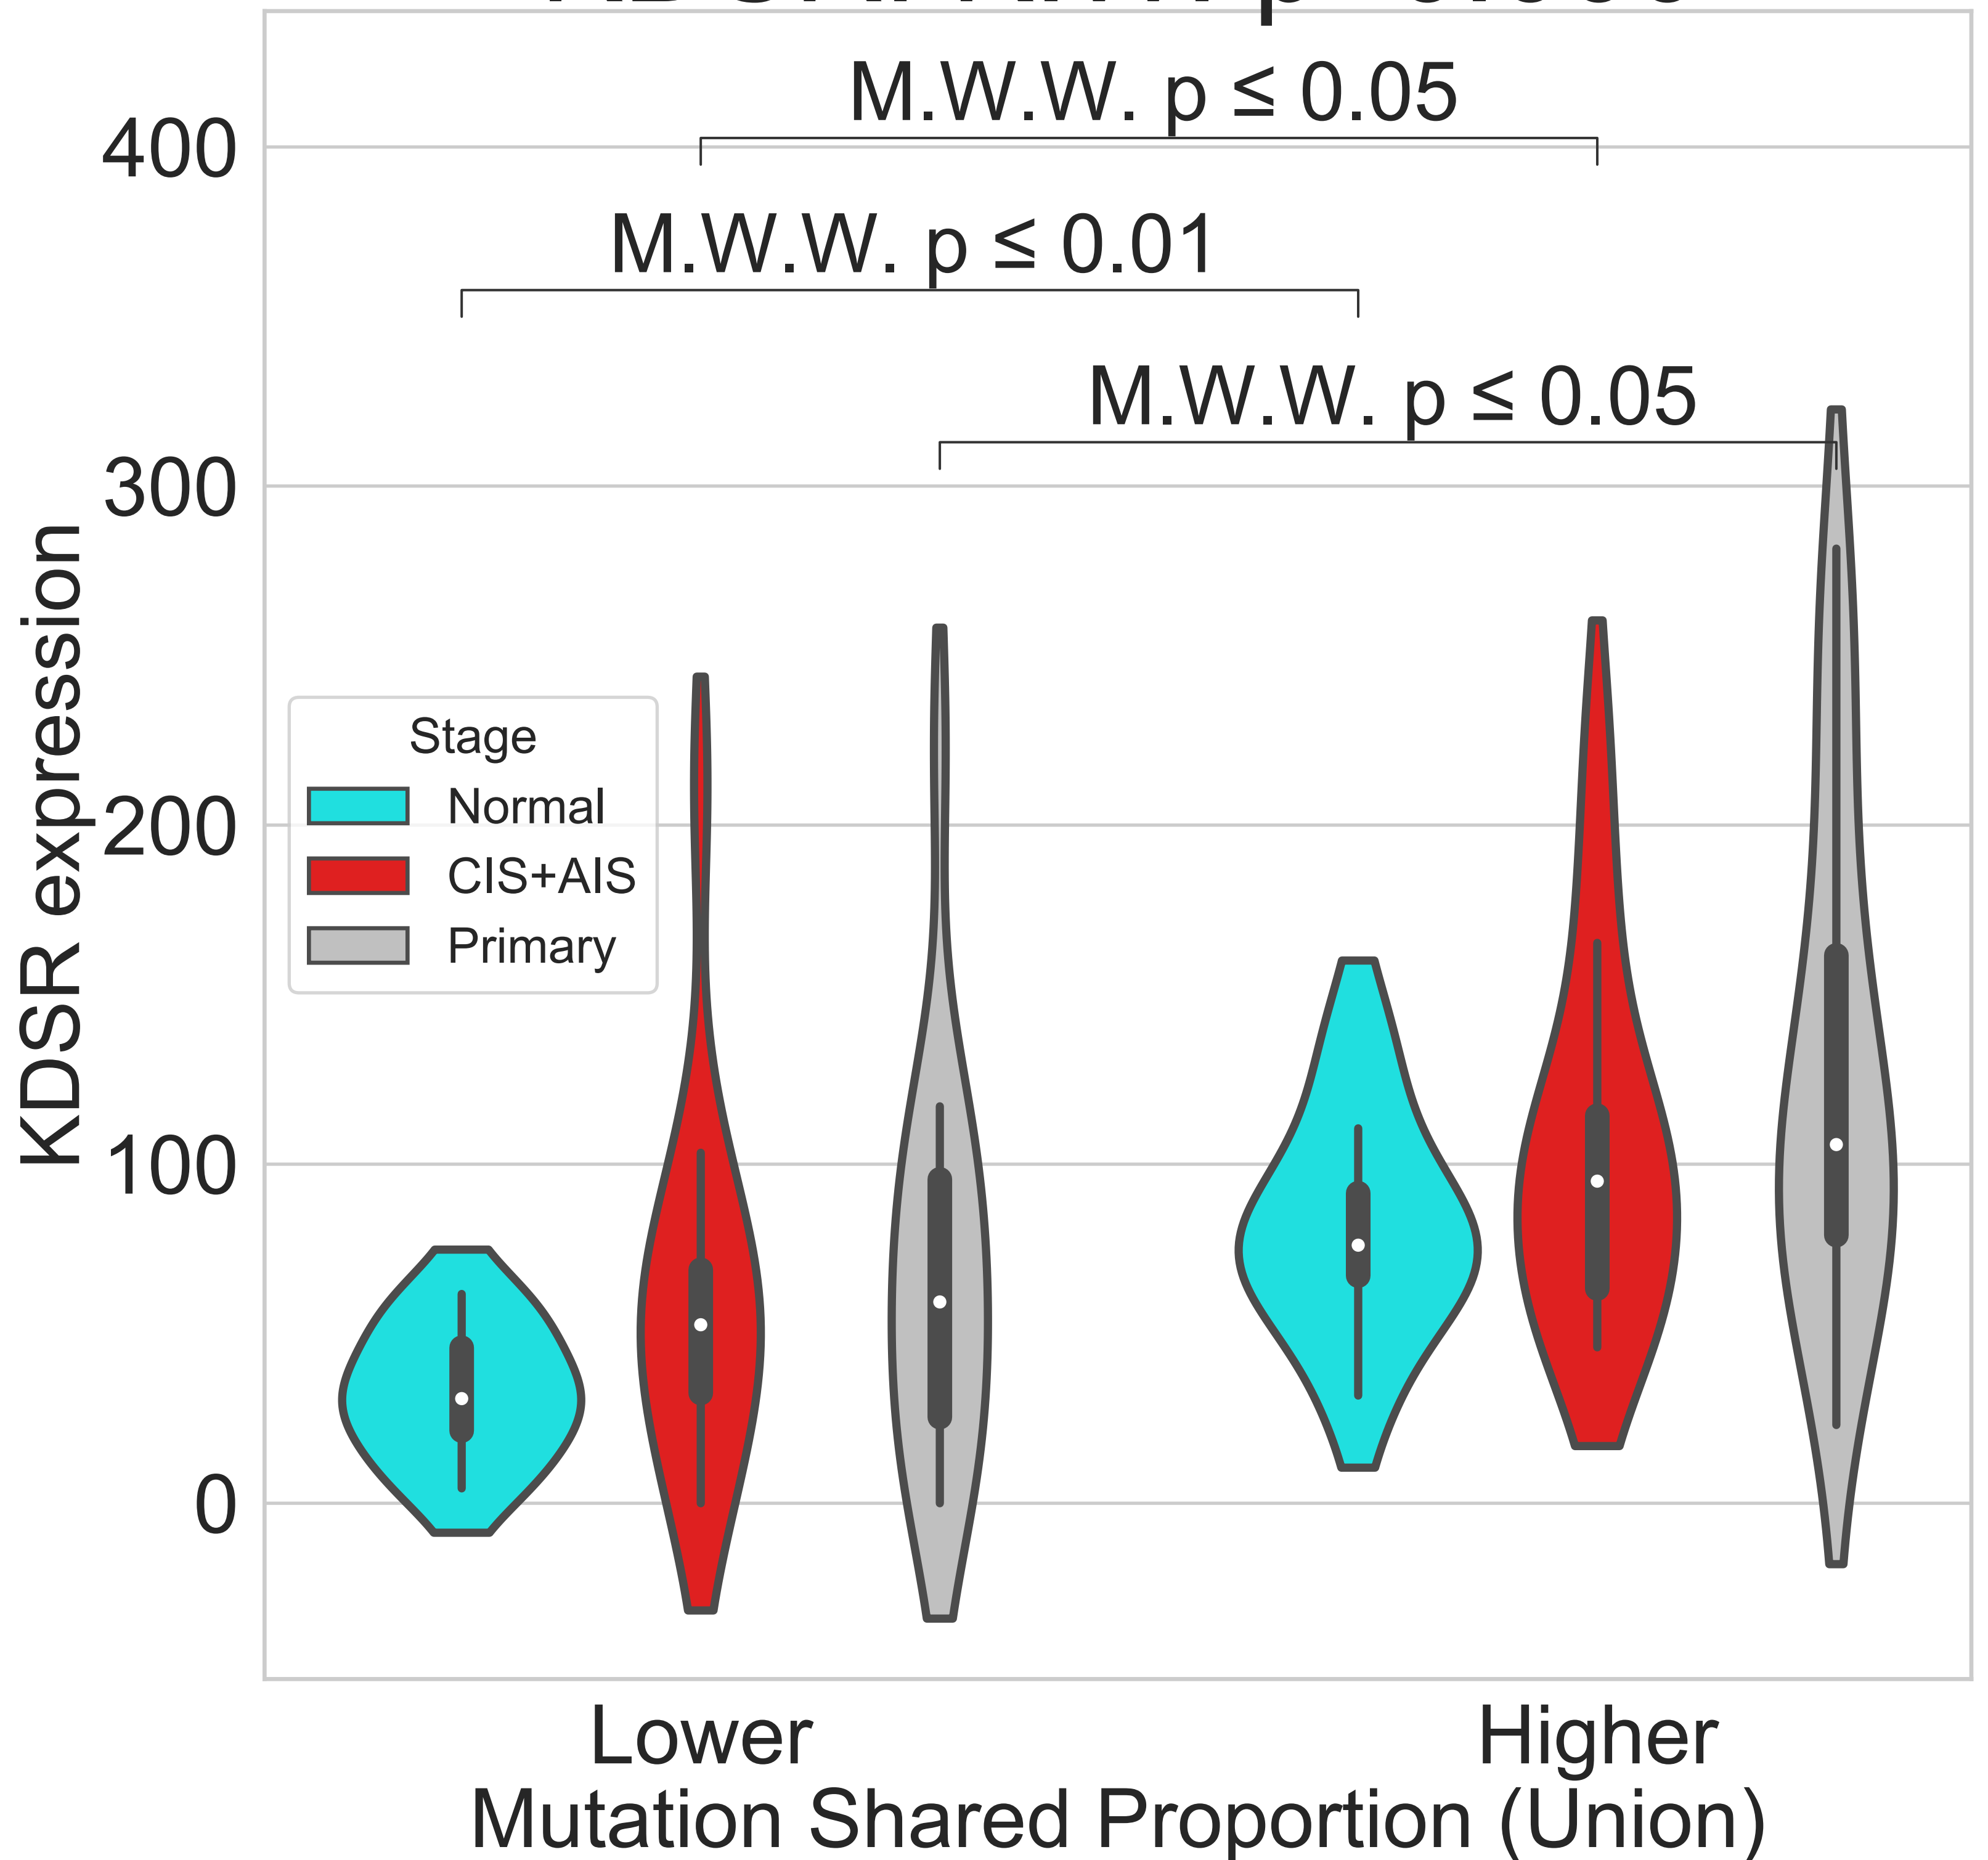 M.W.W. p ≤ 0.05
400
M.W.W. p ≤ 0.01
M.W.W. p ≤ 0.05
300
KDSR expression
Stage
Normal
CIS+AIS
Primary
200
100
0
Lower
Higher
Mutation Shared Proportion (Union)